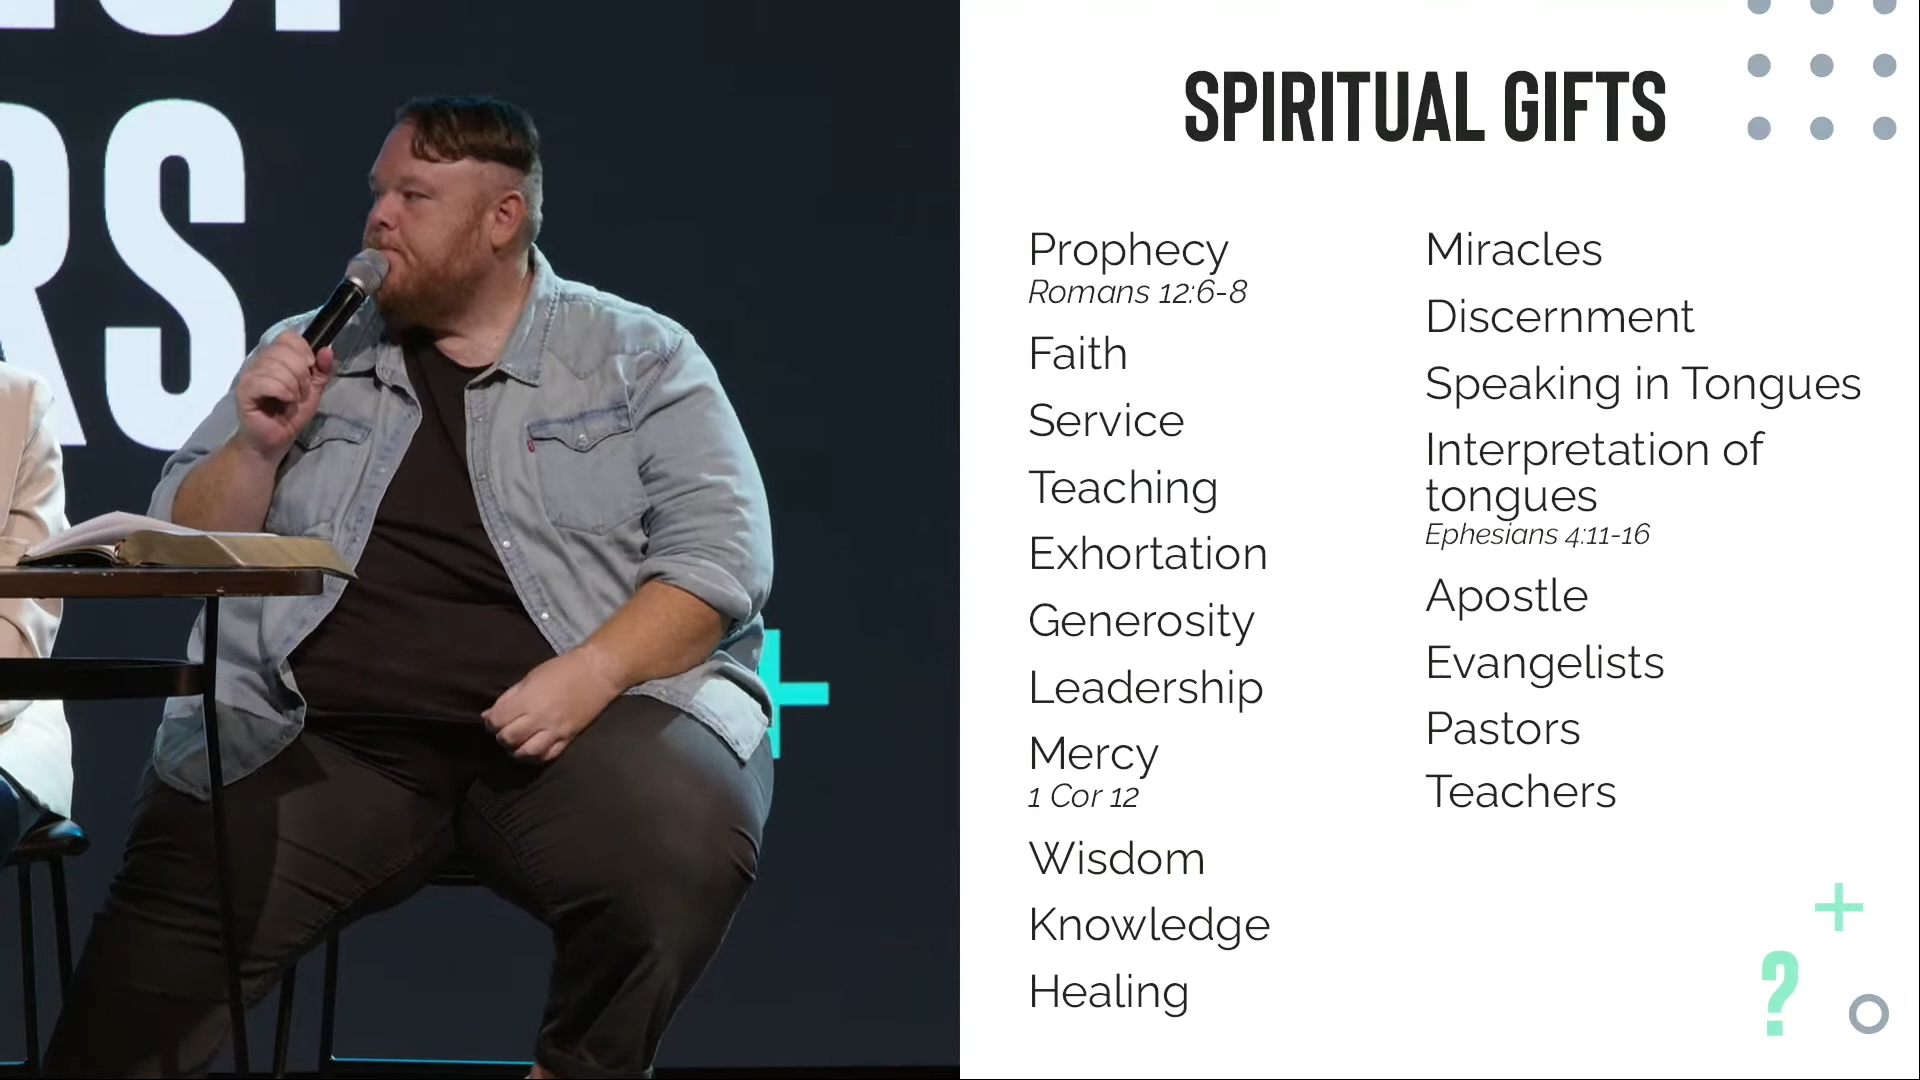 RS
SPIRITUAL GIFTS
Prophecy
Romans 12:6-8
Faith
Service
Teaching
Exhortation
Generosity
Leadership
Mercy
1 Cor 12
Wisdom
Knowledge
Healing
Miracles
Discernment
Speaking in Tongues
Interpretation of
tongues
Ephesians 4:11-16
Apostle
Evangelists
Pastors
Teachers
?